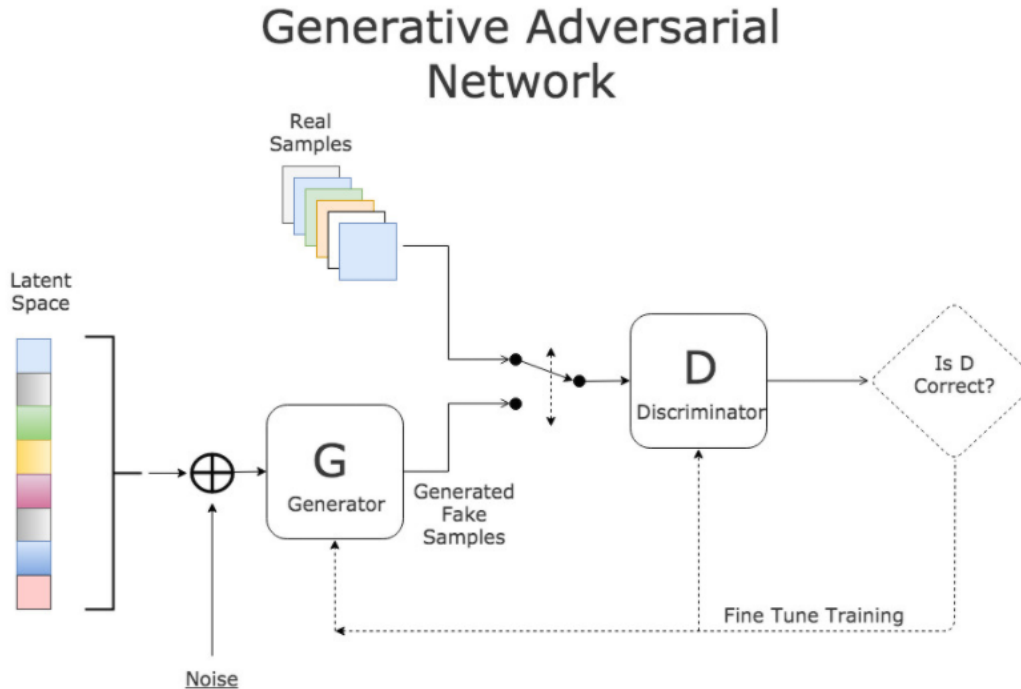 Generative Adversarial
Network
Real
Samples
Latent
Space
D
Discriminator
Is D
Correct?
G
Generator
Generated
Fake
Samples
Fine Tune Training
Noise